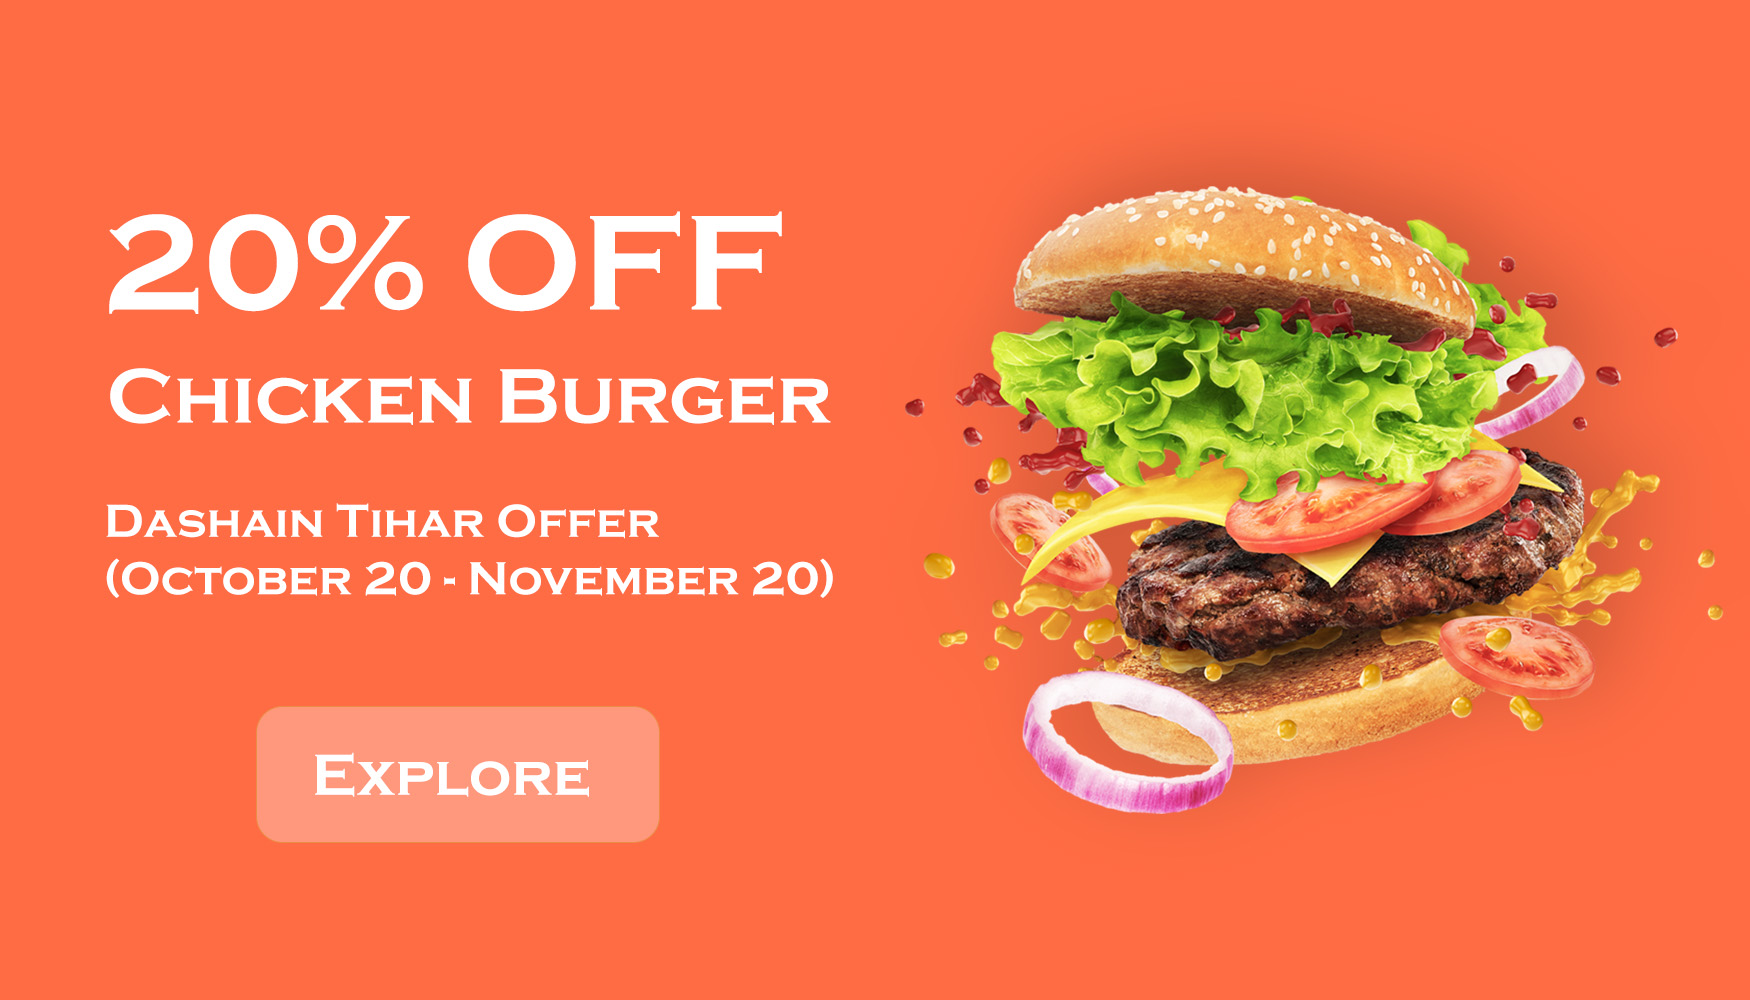 20% OFF
Chicken Burger
Dashain Tihar Offer
(October 20 - November 20)
Explore